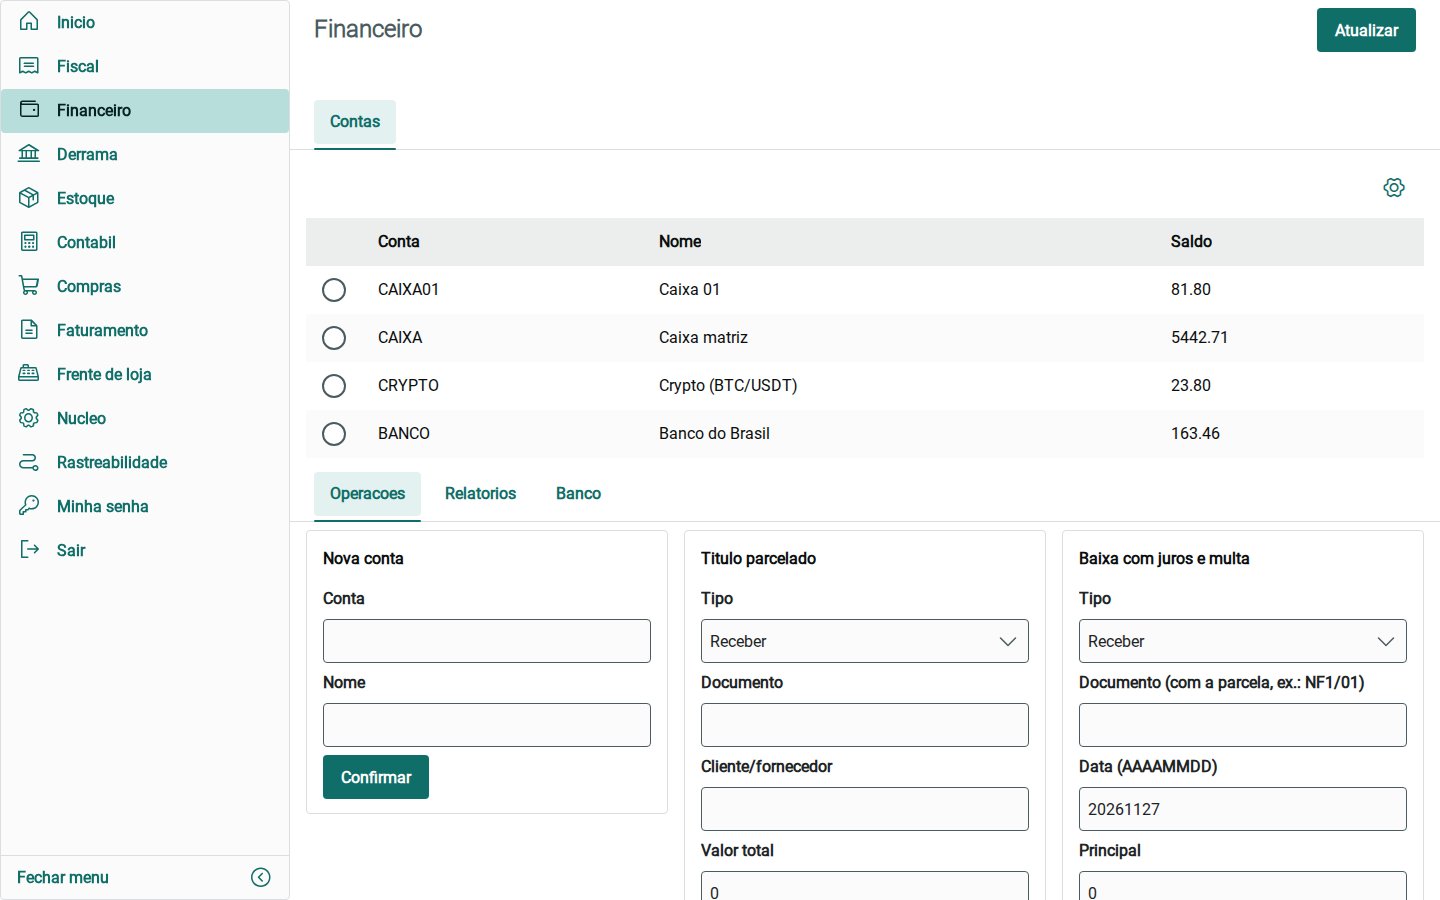 Inicio
Fiscal
Financeiro
Derrama
Estoque
Contabil
Compras
Faturamento
Frente de loja
Nucleo
Rastreabilidade
Minha senha
Sair
Fechar menu
Financeiro
Atualizar
Contas
Conta Nome Saldo
CAIXA01 Caixa 01 81.80
CAIXA Caixa matriz 5442.71
CRYPTO Crypto (BTC/USDT) 23.80
BANCO Banco do Brasil 163.46
Operacoes Relatorios Banco
Nova conta
Conta
Nome
Confirmar
Titulo parcelado
Tipo
Receber
Documento
Cliente/fornecedor
Valor total
0
Baixa com juros e multa
Tipo
Receber
Documento (com a parcela, ex.: NF1/01)
Data (AAAAMMDD)
20261127
Principal
0